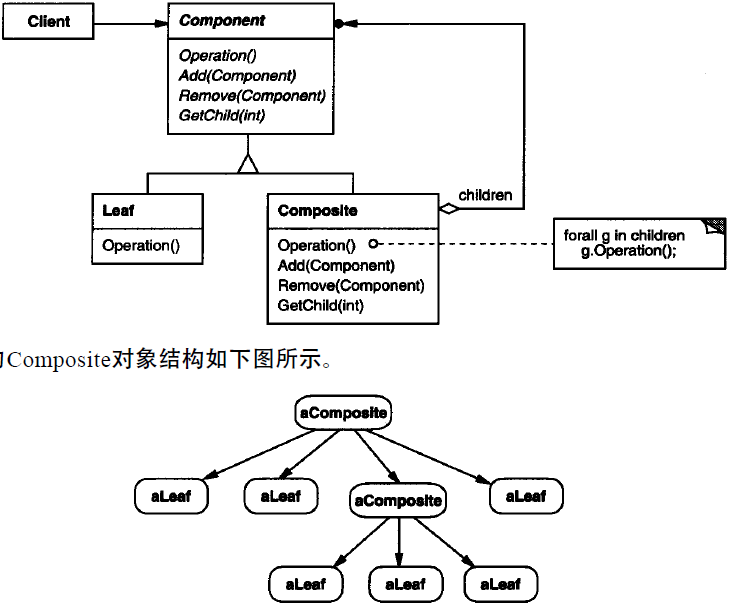 Client
Component
Operation()
Add(Component)
Remove(Component)
GetChild(int)
children
Leaf
Operation()
Composite
Operation()
Add(Component)
Remove(Component)
GetChild(int)
forall g in children
g.Operation();
Composite对象结构如下图所示。
aComposite
aLeaf
aLeaf
aComposite
aLeaf
aLeaf
aLeaf
aLeaf